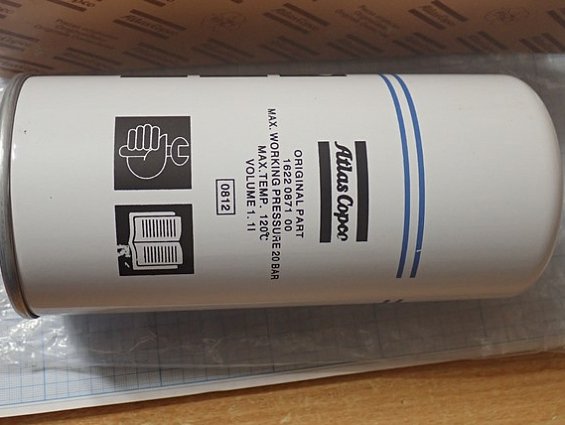 Atlas Copco
ORIGINAL PART
1622 0871 00
MAX. WORKING PRESSURE 20 BAR
MAX.TEMP. 120°C
VOLUME 1.1l
0812